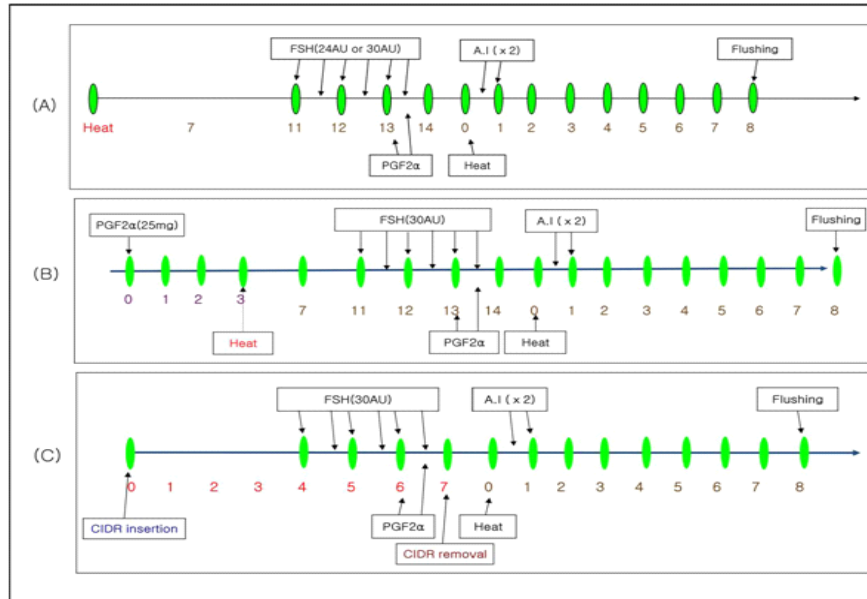 FSH(24AU or 30AU)
A.I ( x 2)
Flushing
(A)
Heat 7 11 12 13 14 0 1 2 3 4 5 6 7 8
PGF2α
Heat
PGF2α(25mg)
FSH(30AU)
A.I ( x 2)
Flushing
(B)
0 1 2 3 7 11 12 13 14 0 1 2 3 4 5 6 7 8
Heat
PGF2α
Heat
FSH(30AU)
A.I ( x 2)
Flushing
(C)
0 1 2 3 4 5 6 7 0 1 2 3 4 5 6 7 8
CIDR insertion
PGF2α
Heat
CIDR removal